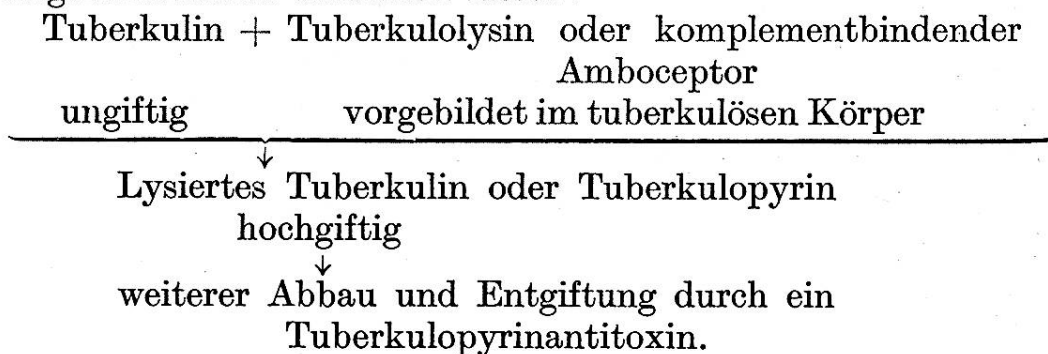 Tuberkulin + Tuberkulolysin oder komplementbindender
Amboceptor
ungiftig vorgebildet im tuberkulösen Körper
↓
Lysiertes Tuberkulin oder Tuberkulopyrin
hochgiftig
↓
weiterer Abbau und Entgiftung durch ein
Tuberkulopyrinantitoxin.